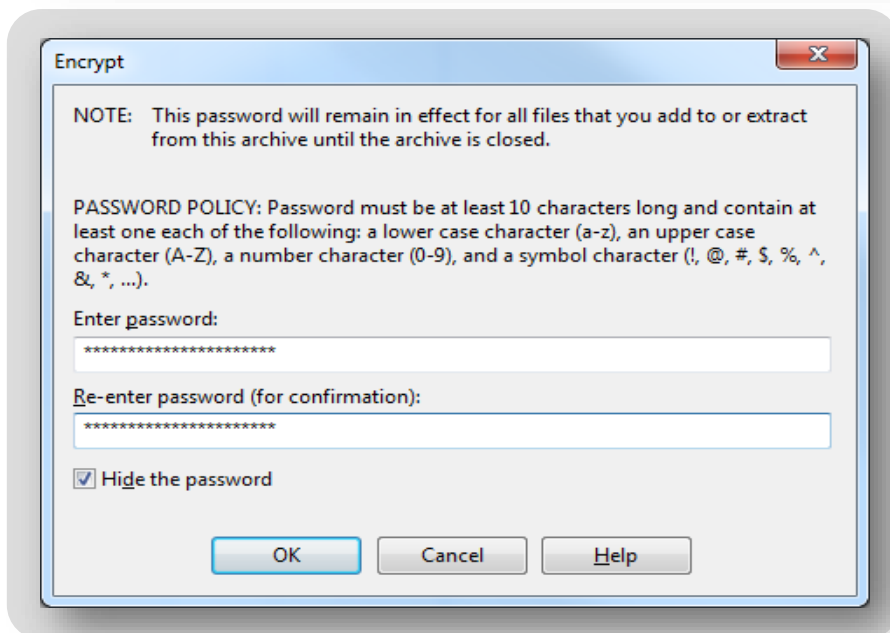 Encrypt
NOTE: This password will remain in effect for all files that you add to or extract
from this archive until the archive is closed.
PASSWORD POLICY: Password must be at least 10 characters long and contain at
least one each of the following: a lower case character (a-z), an upper case
character (A-Z), a number character (0-9), and a symbol character (!, @, #, $, %, ^,
&, *, ...).
Enter password:
**********************
Re-enter password (for confirmation):
**********************
Hide the password
OK Cancel Help